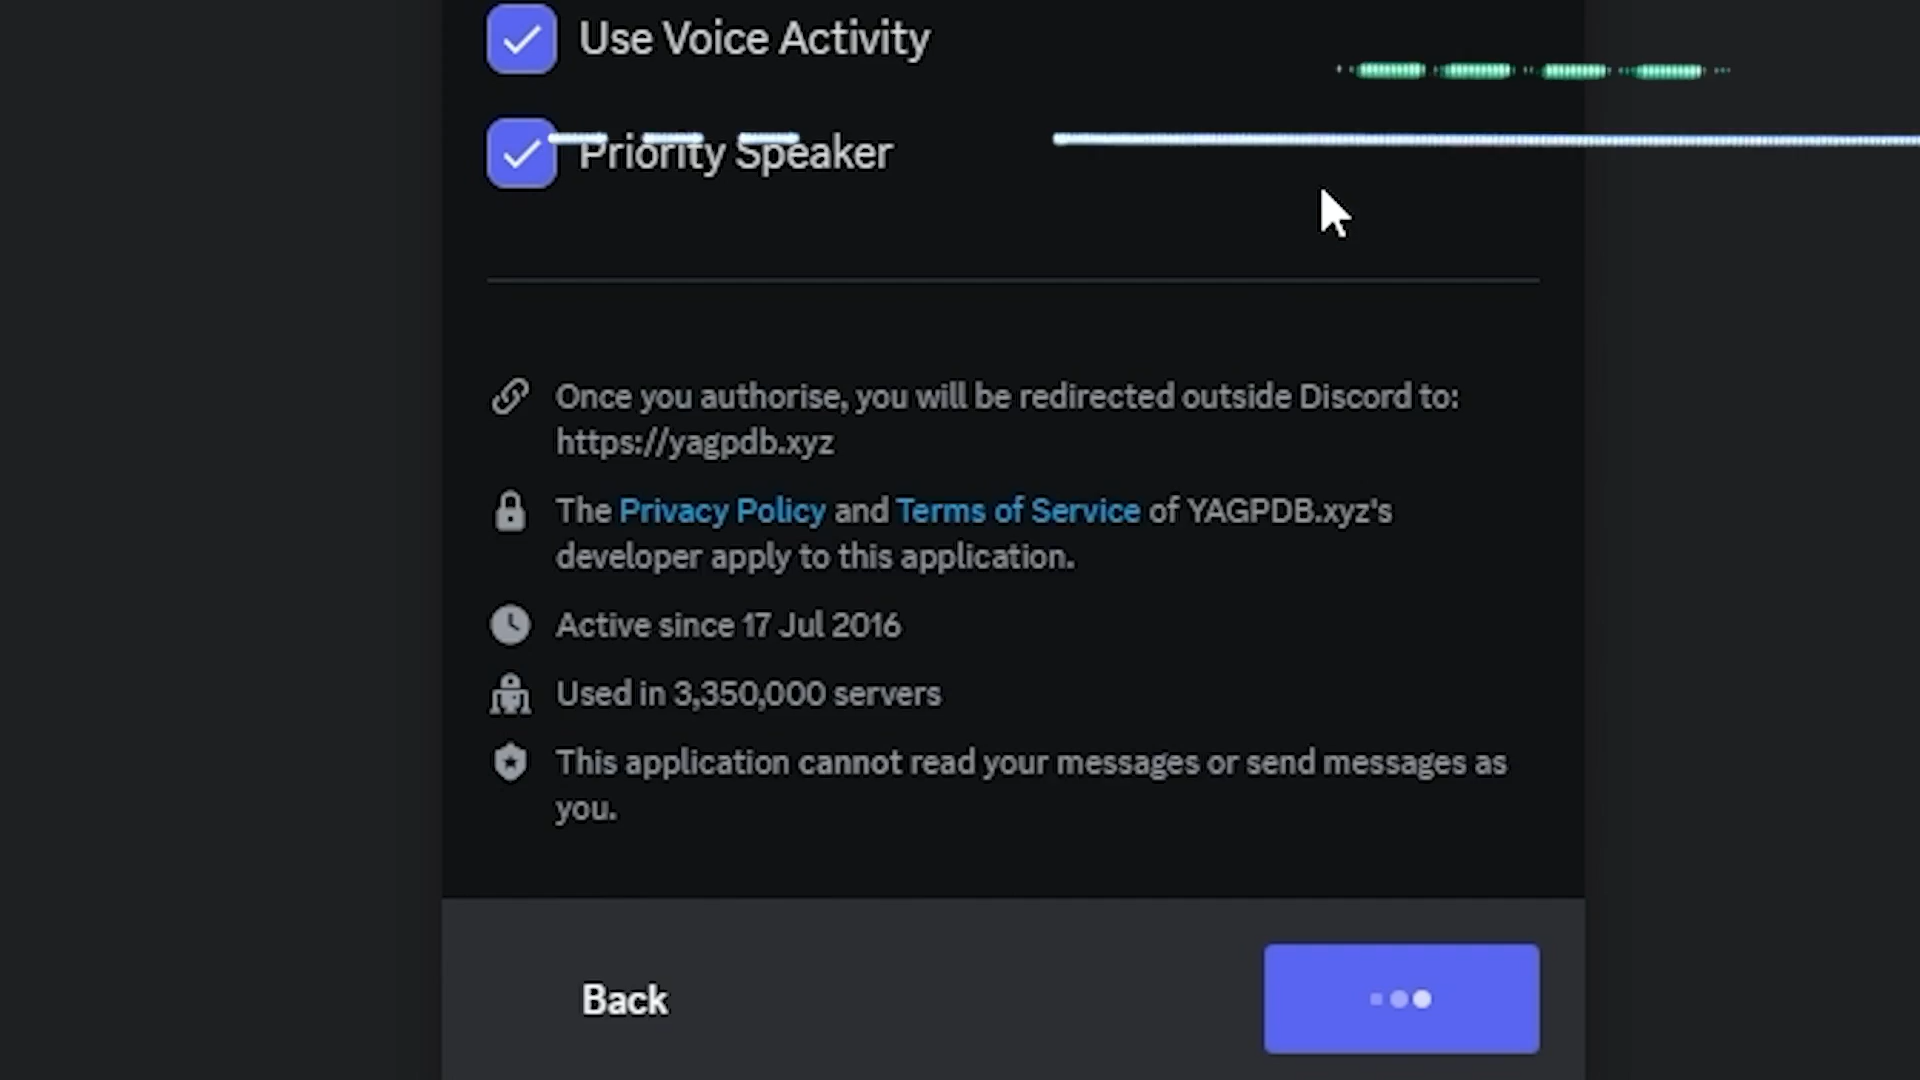 Use Voice Activity
Priority Speaker
Once you authorise, you will be redirected outside Discord to:
https://yagpdb.xyz
The Privacy Policy and Terms of Service of YAGPDB.xyz's
developer apply to this application.
Active since 17 Jul 2016
Used in 3,350,000 servers
This application cannot read your messages or send messages as
you.
Back